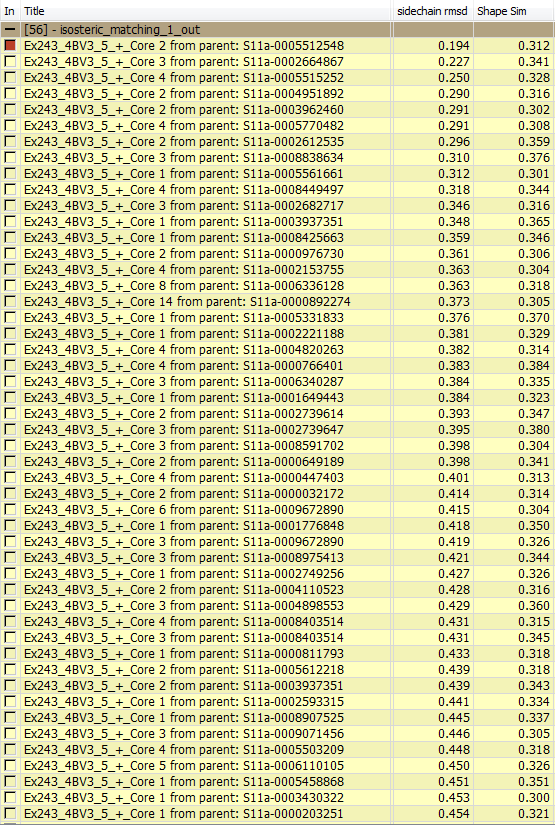 In Title sidechain rmsd Shape Sim
[56] - isosteric_matching_1_out
Ex243_4BV3_5_+_Core 2 from parent: S11a-0005512548 0.194 0.312
Ex243_4BV3_5_+_Core 3 from parent: S11a-0002664867 0.227 0.341
Ex243_4BV3_5_+_Core 4 from parent: S11a-0005515252 0.250 0.328
Ex243_4BV3_5_+_Core 2 from parent: S11a-0004951892 0.290 0.316
Ex243_4BV3_5_+_Core 2 from parent: S11a-0003962460 0.291 0.302
Ex243_4BV3_5_+_Core 4 from parent: S11a-0005770482 0.291 0.308
Ex243_4BV3_5_+_Core 2 from parent: S11a-0002612535 0.296 0.359
Ex243_4BV3_5_+_Core 3 from parent: S11a-0008838634 0.310 0.376
Ex243_4BV3_5_+_Core 1 from parent: S11a-0005561661 0.312 0.301
Ex243_4BV3_5_+_Core 4 from parent: S11a-0008449497 0.318 0.344
Ex243_4BV3_5_+_Core 3 from parent: S11a-0002682717 0.346 0.316
Ex243_4BV3_5_+_Core 1 from parent: S11a-0003937351 0.348 0.365
Ex243_4BV3_5_+_Core 1 from parent: S11a-0008425663 0.359 0.346
Ex243_4BV3_5_+_Core 2 from parent: S11a-0000976730 0.361 0.306
Ex243_4BV3_5_+_Core 4 from parent: S11a-0002153755 0.363 0.304
Ex243_4BV3_5_+_Core 8 from parent: S11a-0006336128 0.363 0.318
Ex243_4BV3_5_+_Core 14 from parent: S11a-0000892274 0.373 0.305
Ex243_4BV3_5_+_Core 1 from parent: S11a-0005331833 0.376 0.370
Ex243_4BV3_5_+_Core 1 from parent: S11a-0002221188 0.381 0.329
Ex243_4BV3_5_+_Core 4 from parent: S11a-0004820263 0.382 0.314
Ex243_4BV3_5_+_Core 4 from parent: S11a-0000766401 0.383 0.384
Ex243_4BV3_5_+_Core 3 from parent: S11a-0006340287 0.384 0.335
Ex243_4BV3_5_+_Core 1 from parent: S11a-0001649443 0.384 0.323
Ex243_4BV3_5_+_Core 2 from parent: S11a-0002739614 0.393 0.347
Ex243_4BV3_5_+_Core 3 from parent: S11a-0002739647 0.395 0.380
Ex243_4BV3_5_+_Core 3 from parent: S11a-0008591702 0.398 0.304
Ex243_4BV3_5_+_Core 2 from parent: S11a-0000649189 0.398 0.341
Ex243_4BV3_5_+_Core 4 from parent: S11a-0000447403 0.401 0.313
Ex243_4BV3_5_+_Core 2 from parent: S11a-0000032172 0.414 0.314
Ex243_4BV3_5_+_Core 6 from parent: S11a-0009672890 0.415 0.304
Ex243_4BV3_5_+_Core 1 from parent: S11a-0001776848 0.418 0.350
Ex243_4BV3_5_+_Core 3 from parent: S11a-0009672890 0.419 0.326
Ex243_4BV3_5_+_Core 3 from parent: S11a-0008975413 0.421 0.344
Ex243_4BV3_5_+_Core 1 from parent: S11a-0002749256 0.427 0.326
Ex243_4BV3_5_+_Core 2 from parent: S11a-0004110523 0.428 0.316
Ex243_4BV3_5_+_Core 3 from parent: S11a-0004898553 0.429 0.360
Ex243_4BV3_5_+_Core 4 from parent: S11a-0008403514 0.431 0.315
Ex243_4BV3_5_+_Core 3 from parent: S11a-0008403514 0.431 0.345
Ex243_4BV3_5_+_Core 1 from parent: S11a-0000811793 0.433 0.318
Ex243_4BV3_5_+_Core 2 from parent: S11a-0005612218 0.439 0.318
Ex243_4BV3_5_+_Core 2 from parent: S11a-0003937351 0.439 0.343
Ex243_4BV3_5_+_Core 1 from parent: S11a-0002593315 0.441 0.334
Ex243_4BV3_5_+_Core 1 from parent: S11a-0008907525 0.445 0.337
Ex243_4BV3_5_+_Core 3 from parent: S11a-0009071456 0.446 0.305
Ex243_4BV3_5_+_Core 4 from parent: S11a-0005503209 0.448 0.318
Ex243_4BV3_5_+_Core 5 from parent: S11a-0006110105 0.450 0.326
Ex243_4BV3_5_+_Core 1 from parent: S11a-0005458868 0.451 0.351
Ex243_4BV3_5_+_Core 1 from parent: S11a-0003430322 0.453 0.300
Ex243_4BV3_5_+_Core 1 from parent: S11a-0000203251 0.454 0.321